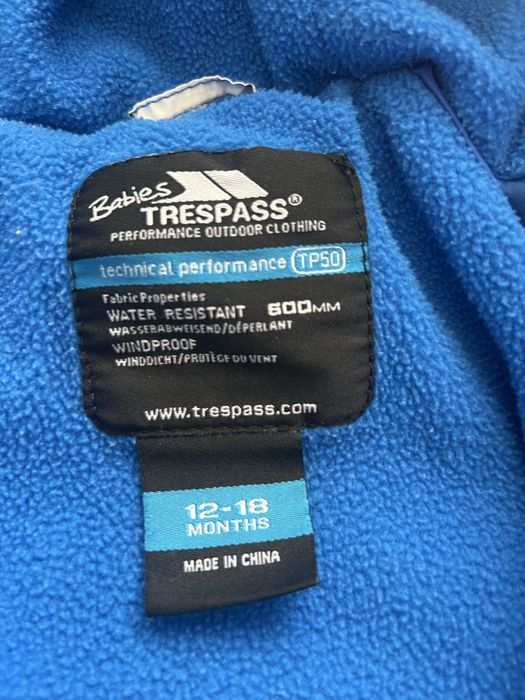 Babies
TRESPASS®
PERFORMANCE OUTDOOR CLOTHING
technical performance TP50
Fabric Properties
WATER RESISTANT 600MM
WASSERABWEISEND/DÉPERLANT
WINDPROOF
WINDDICHT/PROTÈGE DU VENT
www.trespass.com
12-18
MONTHS
MADE IN CHINA